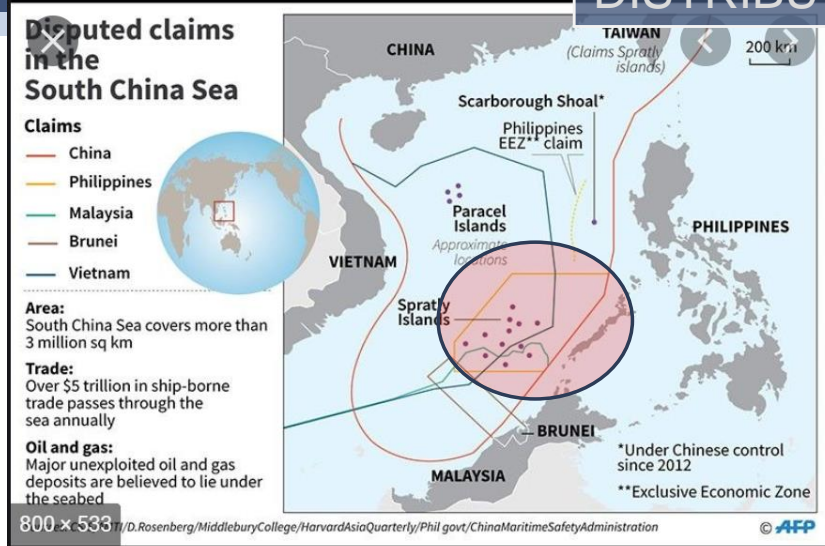 DISTRIBU
Disputed claims
in the
South China Sea
Claims
China
Philippines
Malaysia
Brunei
Vietnam
Area:
South China Sea covers more than
3 million sq km
Trade:
Over $5 trillion in ship-borne
trade passes through the
sea annually
Oil and gas:
Major unexploited oil and gas
deposits are believed to lie under
the seabed
800 × 533
CHINA
TAIWAN
(Claims Spratly
islands)
200 km
Scarborough Shoal*
Philippines
EEZ** claim
Paracel
Islands
Approximate
locations
PHILIPPINES
VIETNAM
Spratly
Islands
BRUNEI
MALAYSIA
*Under Chinese control
since 2012
**Exclusive Economic Zone
/D.Rosenberg/MiddleburyCollege/HarvardAsiaQuarterly/Phil govt/ChinaMaritimeSafetyAdministration
© AFP